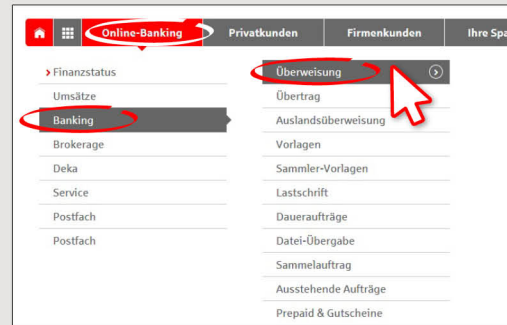 Online-Banking Privatkunden Firmenkunden Ihre Spa
Finanzstatus
Umsätze
Banking
Brokerage
Deka
Service
Postfach
Postfach
Überweisung
Übertrag
Auslandsüberweisung
Vorlagen
Sammler-Vorlagen
Lastschrift
Daueraufträge
Datei-Übergabe
Sammelauftrag
Ausstehende Aufträge
Prepaid & Gutscheine